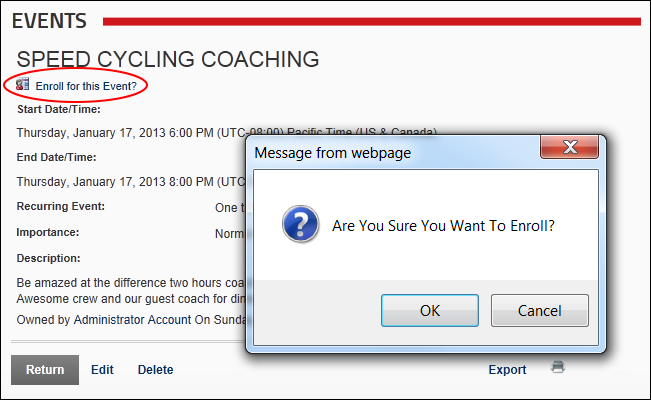 EVENTS
SPEED CYCLING COACHING
Enroll for this Event?
Start Date/Time:
Thursday, January 17, 2013 6:00 PM (UTC-08:00) Pacific Time (US & Canada)
End Date/Time:
Thursday, January 17, 2013 8:00 PM (UTC
Recurring Event: One t
Importance: Norm
Description:
Be amazed at the difference two hours coa
Awesome crew and our guest coach for din
Owned by Administrator Account On Sunda
Message from webpage
Are You Sure You Want To Enroll?
OK Cancel
Return Edit Delete Export